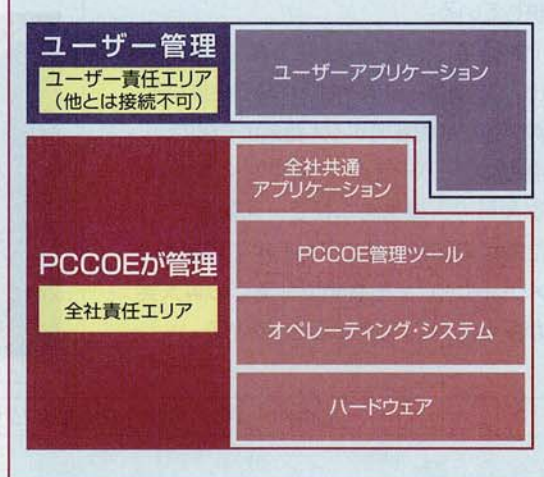 ユーザー管理
ユーザー責任エリア
（他とは接続不可）
ユーザーアプリケーション
全社共通
アプリケーション
PCCOEが管理
全社責任エリア
PCCOE管理ツール
オペレーティング・システム
ハードウェア